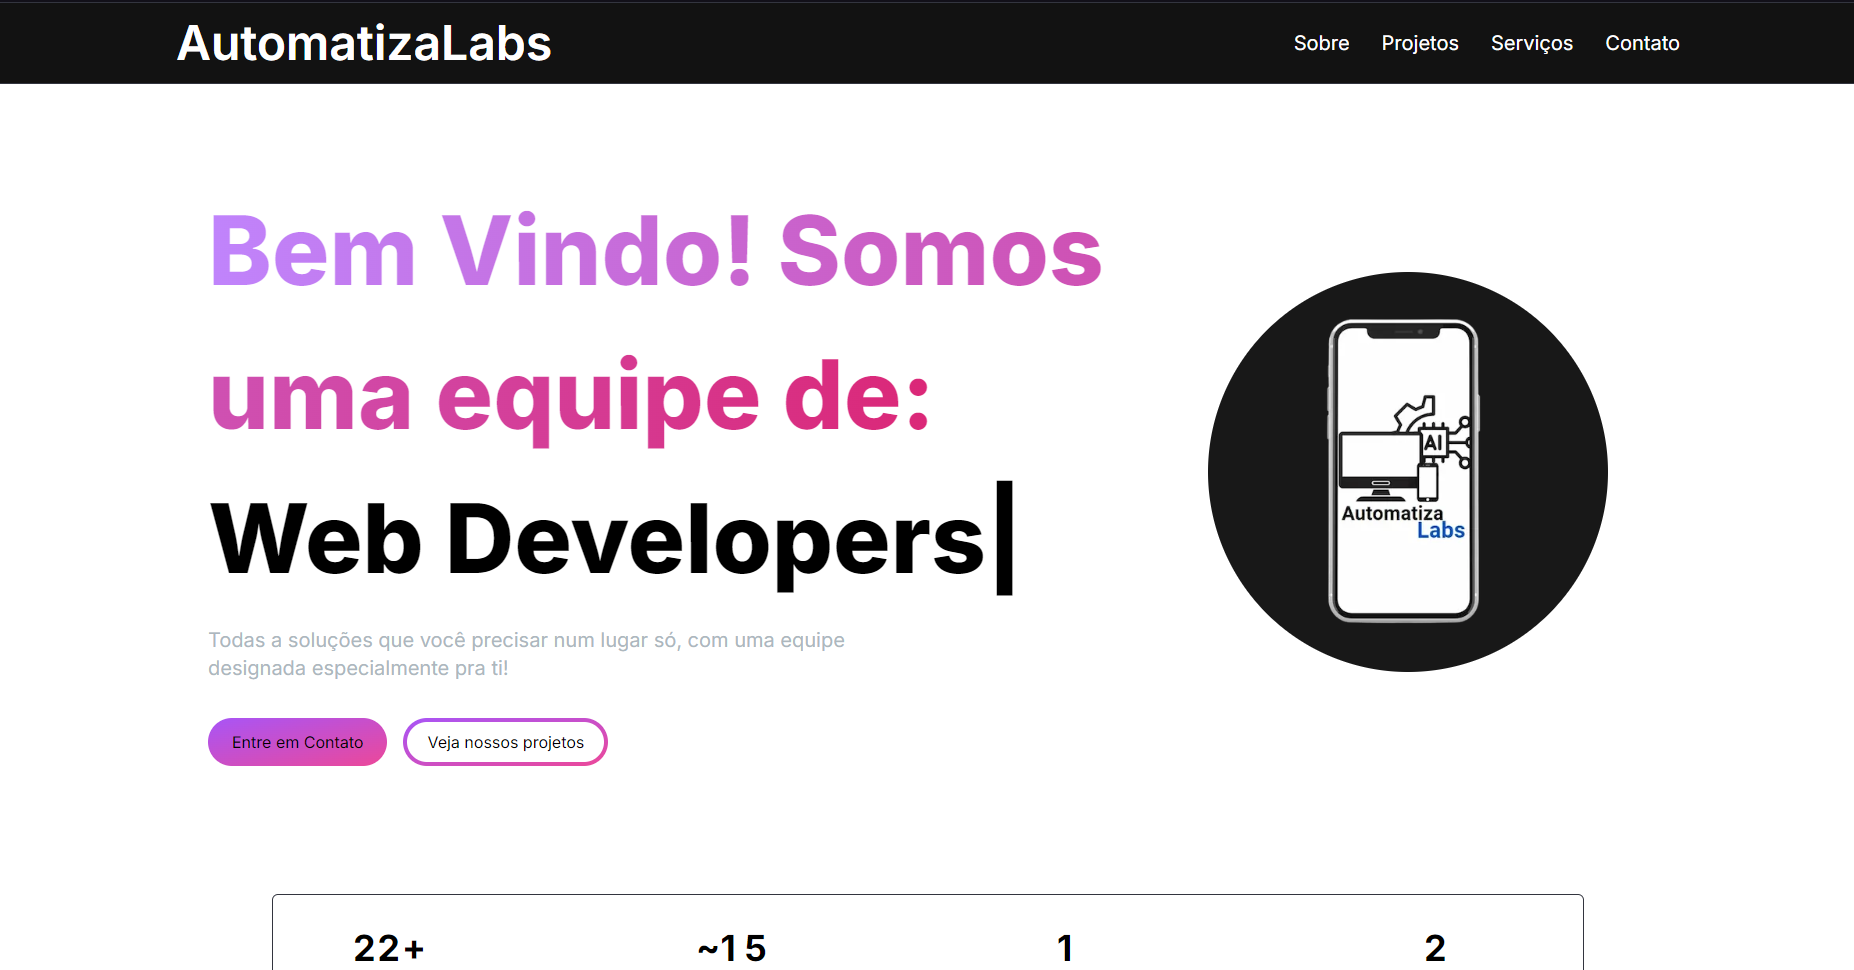 AutomatizaLabs
Sobre Projetos Serviços Contato
Bem Vindo! Somos
uma equipe de:
Web Developers|
AI
Automatiza
Labs
Todas a soluções que você precisar num lugar só, com uma equipe
designada especialmente pra ti!
Entre em Contato
Veja nossos projetos
22+
~15
1
2